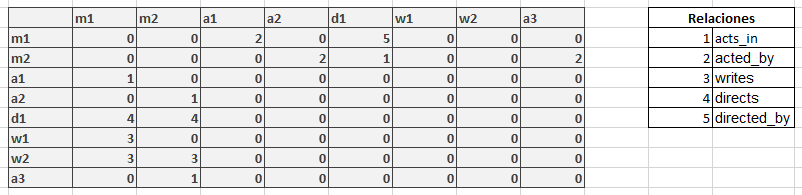 m1 m2 a1 a2 d1 w1 w2 a3
m1 0 0 2 0 5 0 0 0
m2 0 0 0 2 1 0 0 2
a1 1 0 0 0 0 0 0 0
a2 0 1 0 0 0 0 0 0
d1 4 4 0 0 0 0 0 0
w1 3 0 0 0 0 0 0 0
w2 3 3 0 0 0 0 0 0
a3 0 1 0 0 0 0 0 0
Relaciones
1 acts_in
2 acted_by
3 writes
4 directs
5 directed_by